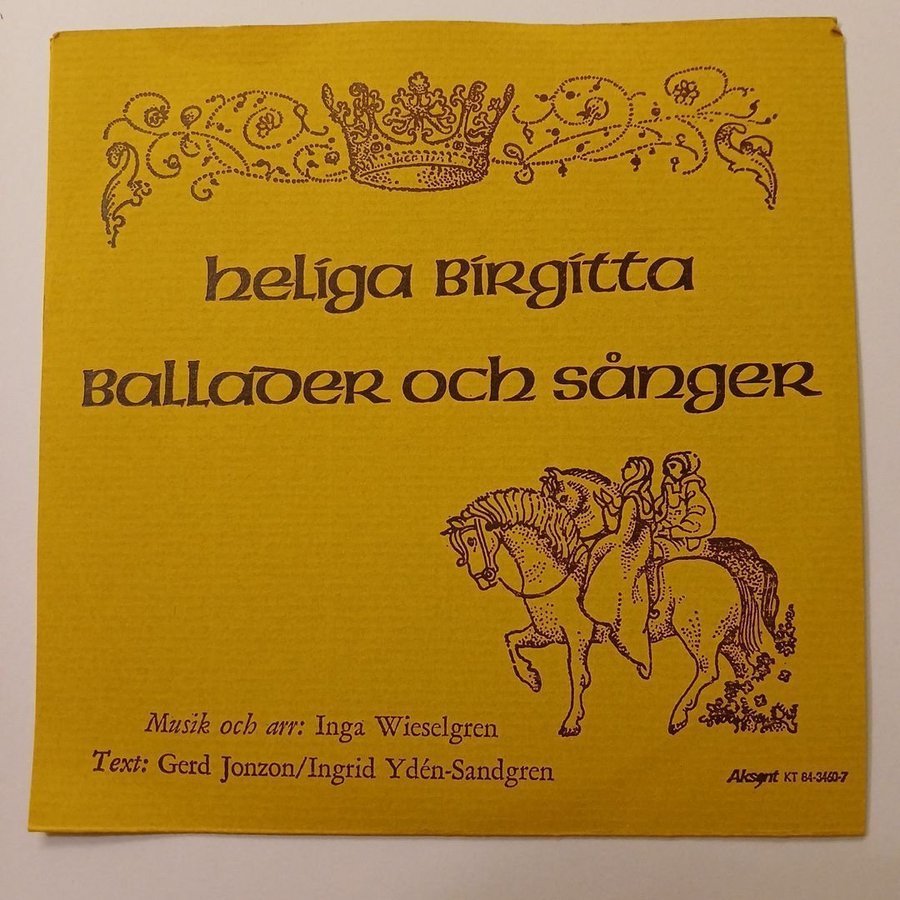 heliga Birgitta
Ballader och sånger
Musik och arr: Inga Wieselgren
Text: Gerd Jonzon/Ingrid Ydén-Sandgren
Aksent KT 84-3460-7